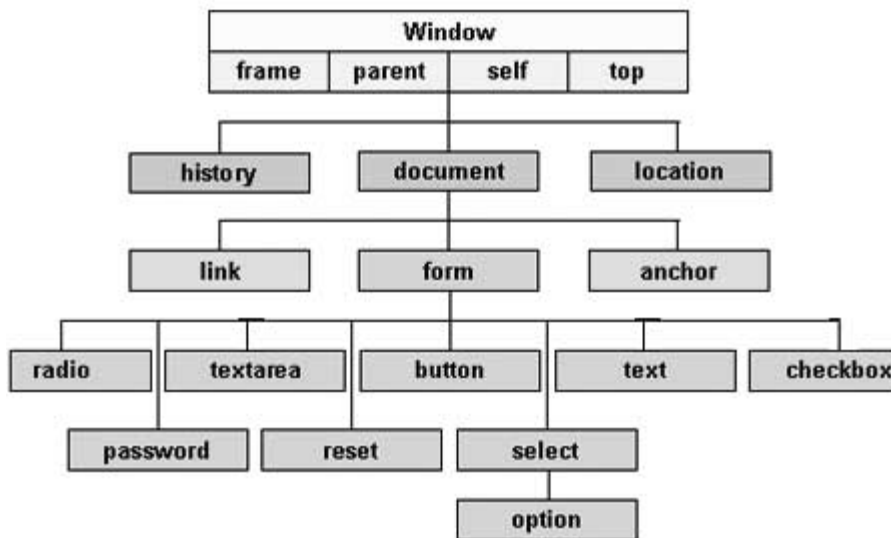 Window
frame parent self top
history document location
link form anchor
radio textarea button text checkbox
password reset select
option